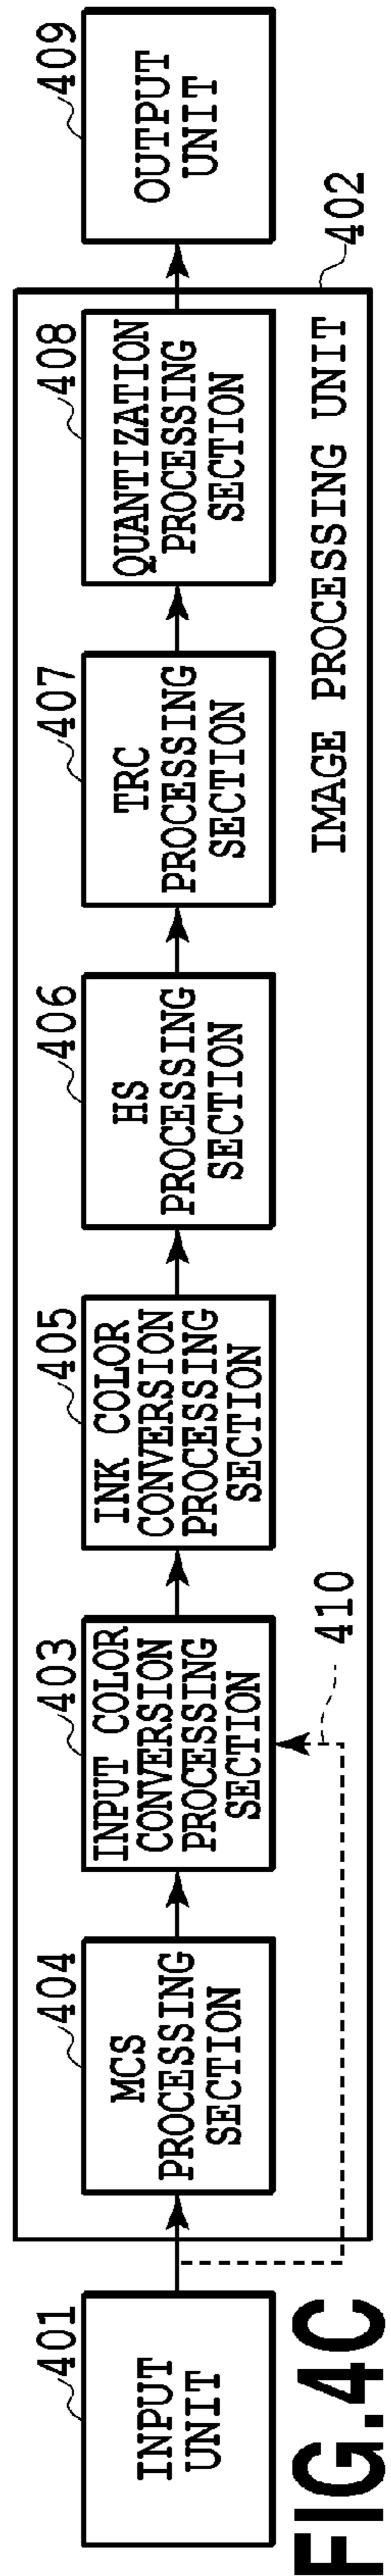 401
INPUT
UNIT
404
MCS
PROCESSING
SECTION
403
INPUT COLOR
CONVERSION
PROCESSING
SECTION
410
405
INK COLOR
CONVERSION
PROCESSING
SECTION
406
HS
PROCESSING
SECTION
407
TRC
PROCESSING
SECTION
408
QUANTIZATION
PROCESSING
SECTION
IMAGE PROCESSING UNIT
402
409
OUTPUT
UNIT
FIG.4C